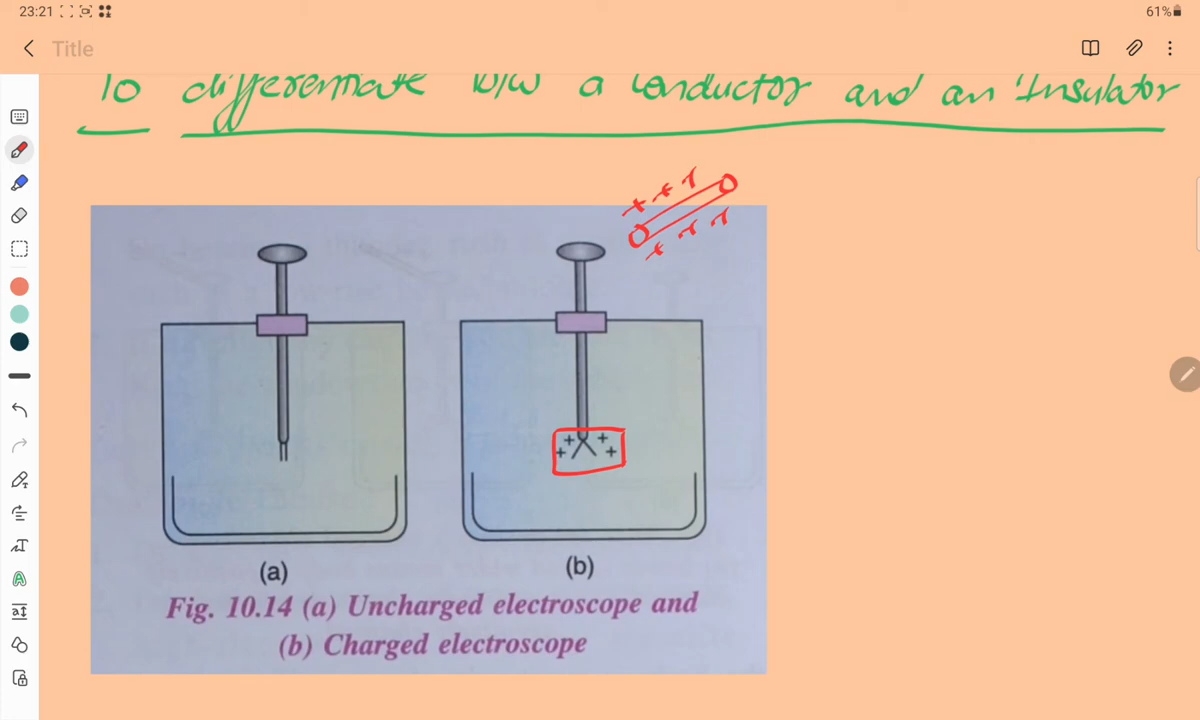 23:21
61%
Title
To differentiate b/w a conductor and an Insulator
(a)
(b)
Fig. 10.14 (a) Uncharged electroscope and
(b) Charged electroscope